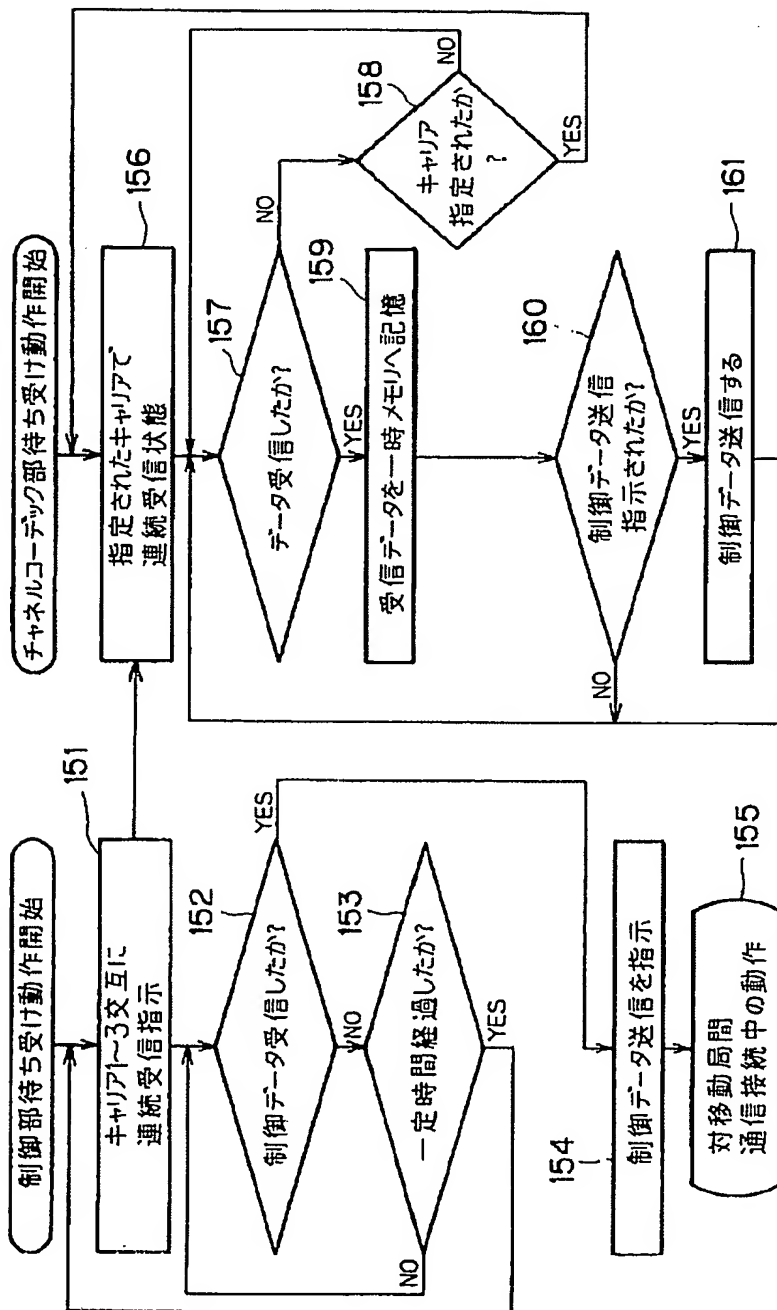 制御部待ち受け動作開始
151
キャリア1～3交互に
連続受信指示
152
制御データ受信したか?
YES
NO
153
一定時間経過したか?
NO
YES
154
制御データ送信を指示
155
対移動局間
通信接続中の動作
チャネルコーデック部待ち受け動作開始
156
指定されたキャリアで
連続受信状態
157
データ受信したか?
NO
YES
158
キャリア
指定されたか
?
NO
YES
159
受信データを一時メモリへ記憶
160
制御データ送信
指示されたか?
NO
YES
161
制御データ送信する